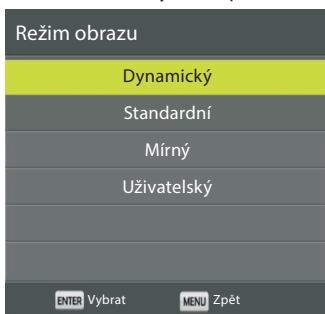 Režim obrazu
Dynamický
Standardní
Mírný
Uživatelský
ENTER Vybrat MENU Zpět